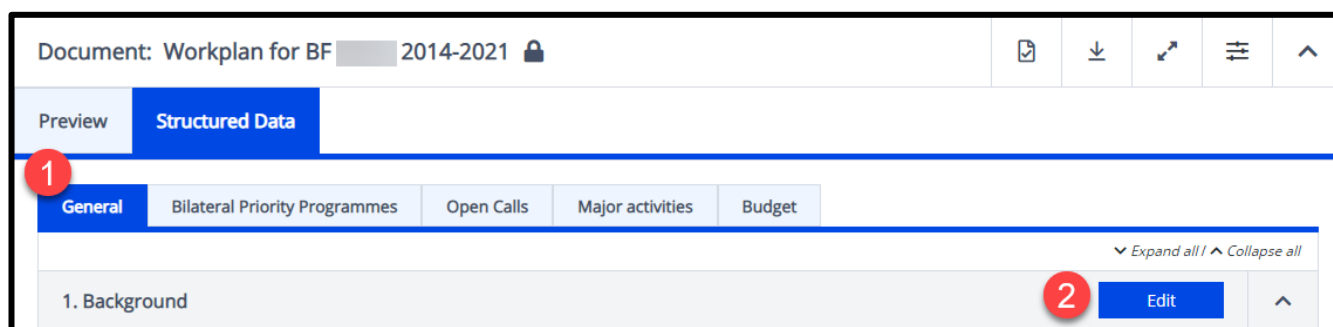 Document: Workplan for BF 2014-2021
Preview Structured Data
1
General Bilateral Priority Programmes Open Calls Major activities Budget
Expand all / Collapse all
1. Background 2 Edit